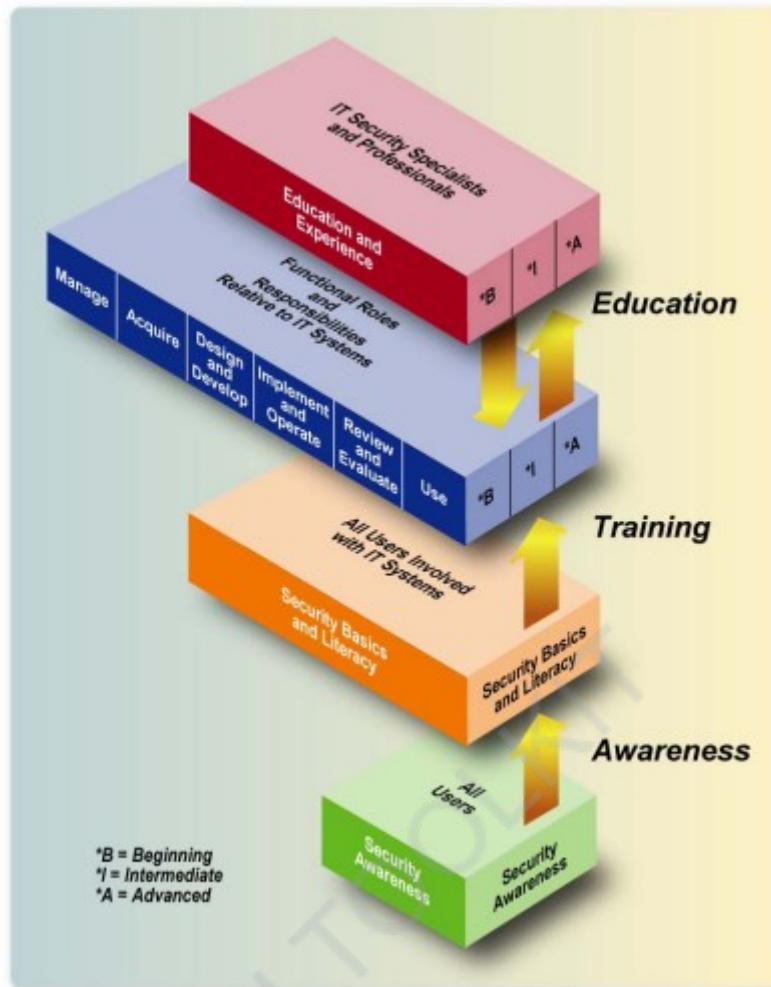 IT Security Specialists
and Professionals
Education and
Experience
*B
*I
*A
Education
Functional Roles
and
Responsibilities
Relative to IT Systems
Manage
Acquire
Design
and
Develop
Implement
and
Operate
Review
and
Evaluate
Use
*B
*I
*A
Training
All Users Involved
with IT Systems
Security Basics
and Literacy
Security Basics
and Literacy
Awareness
All
Users
Security
Awareness
Security
Awareness
*B = Beginning
*I = Intermediate
*A = Advanced